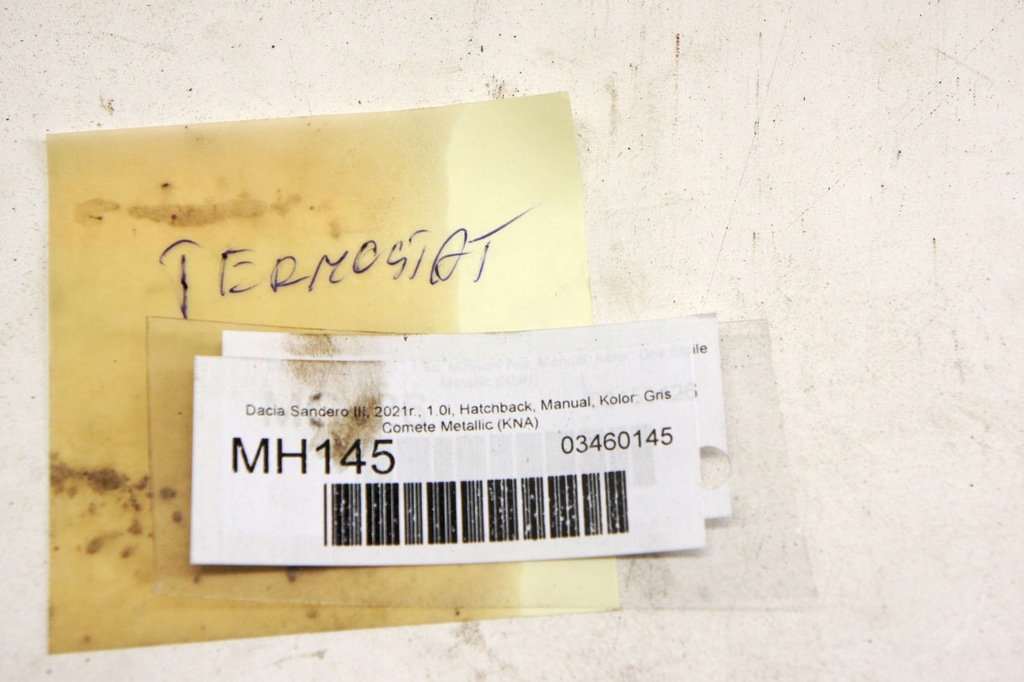 TERMOSTAT
Dacia Sandero III, 2021r., 1.0i, Hatchback, Manual, Kolor: Gris
Comete Metallic (KNA)
MH145
03460145